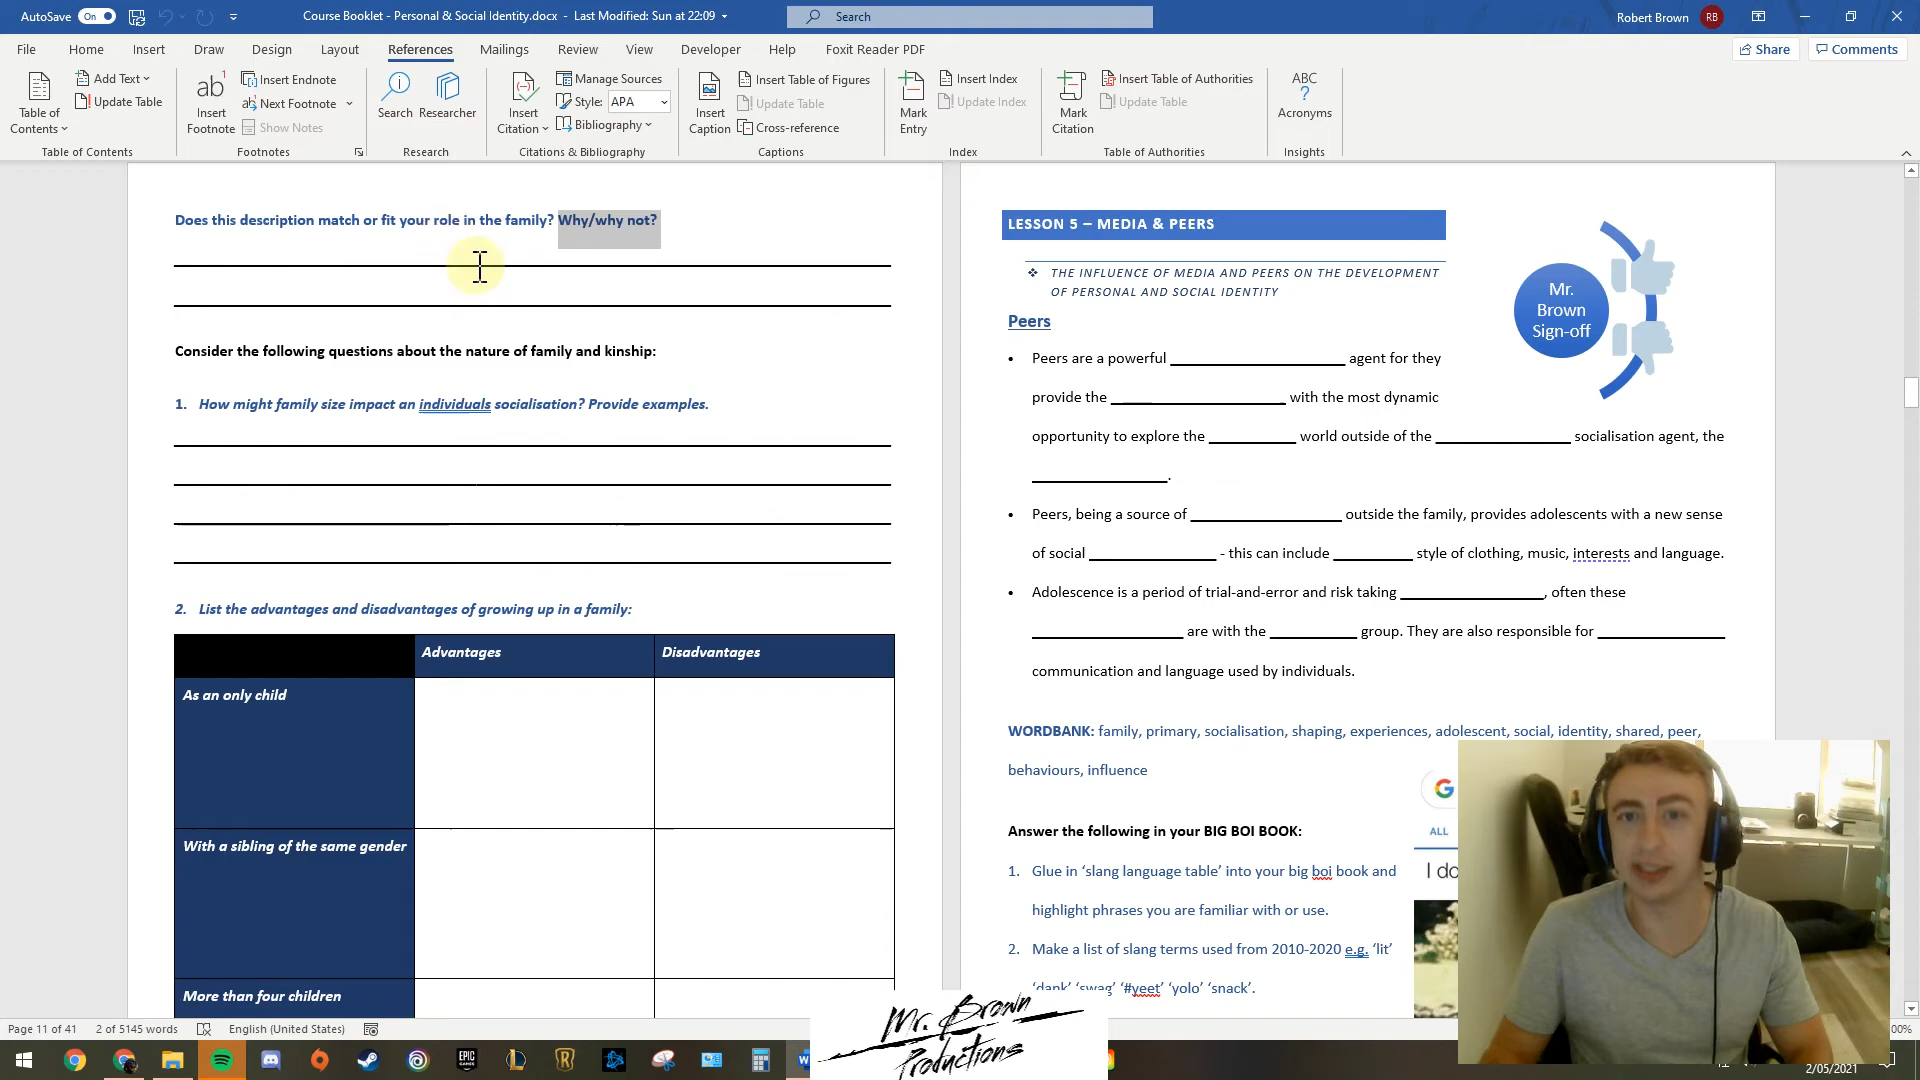 AutoSave On
Course Booklet - Personal & Social Identity.docx - Last Modified: Sun at 22:09
Search
Robert Brown RB
File Home Insert Draw Design Layout References Mailings Review View Developer Help Foxit Reader PDF
Share Comments
Table of Contents
Add Text
Update Table
Table of Contents
ab Insert Footnote
Insert Endnote
Next Footnote
Show Notes
Footnotes
Search Researcher
Research
Insert Citation
Manage Sources
Style: APA
Bibliography
Citations & Bibliography
Insert Caption
Insert Table of Figures
Update Table
Cross-reference
Captions
Mark Entry
Insert Index
Update Index
Index
Mark Citation
Insert Table of Authorities
Update Table
Table of Authorities
ABC ?
Acronyms
Insights
Does this description match or fit your role in the family? Why/why not?
Consider the following questions about the nature of family and kinship:
1. How might family size impact an individuals socialisation? Provide examples.
2. List the advantages and disadvantages of growing up in a family:
Advantages Disadvantages
As an only child
With a sibling of the same gender
More than four children
LESSON 5 – MEDIA & PEERS
❖ THE INFLUENCE OF MEDIA AND PEERS ON THE DEVELOPMENT
OF PERSONAL AND SOCIAL IDENTITY
Mr.
Brown
Sign-off
Peers
• Peers are a powerful ____________ agent for they
provide the ____________ with the most dynamic
opportunity to explore the ________ world outside of the ____________ socialisation agent, the
____________.
• Peers, being a source of ____________ outside the family, provides adolescents with a new sense
of social ____________ - this can include ________ style of clothing, music, interests and language.
• Adolescence is a period of trial-and-error and risk taking ____________, often these
____________ are with the ________ group. They are also responsible for ____________
communication and language used by individuals.
WORDBANK: family, primary, socialisation, shaping, experiences, adolescent, social, identity, shared, peer,
behaviours, influence
Answer the following in your BIG BOI BOOK:
1. Glue in ‘slang language table’ into your big boi book and
highlight phrases you are familiar with or use.
2. Make a list of slang terms used from 2010-2020 e.g. ‘lit’
‘dank’ ‘swag’ ‘#yeet’ ‘yolo’ ‘snack’.
G
ALL
I do
Mr. Brown
Productions
Page 11 of 41 2 of 5145 words English (United States)
00%
EPIC GAMES
2/05/2021